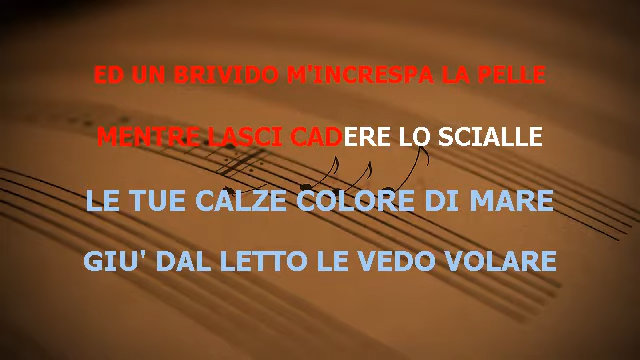 ED UN BRIVIDO M'INCRESPA LA PELLE
MENTRE LASCI CADERE LO SCIALLE
LE TUE CALZE COLORE DI MARE
GIU' DAL LETTO LE VEDO VOLARE